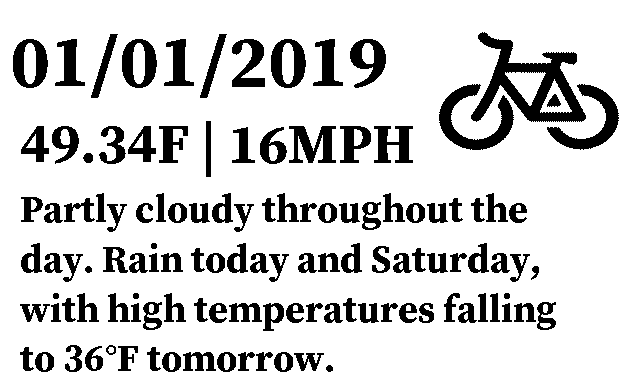 01/01/2019
49.34F | 16MPH
Partly cloudy throughout the
day. Rain today and Saturday,
with high temperatures falling
to 36°F tomorrow.